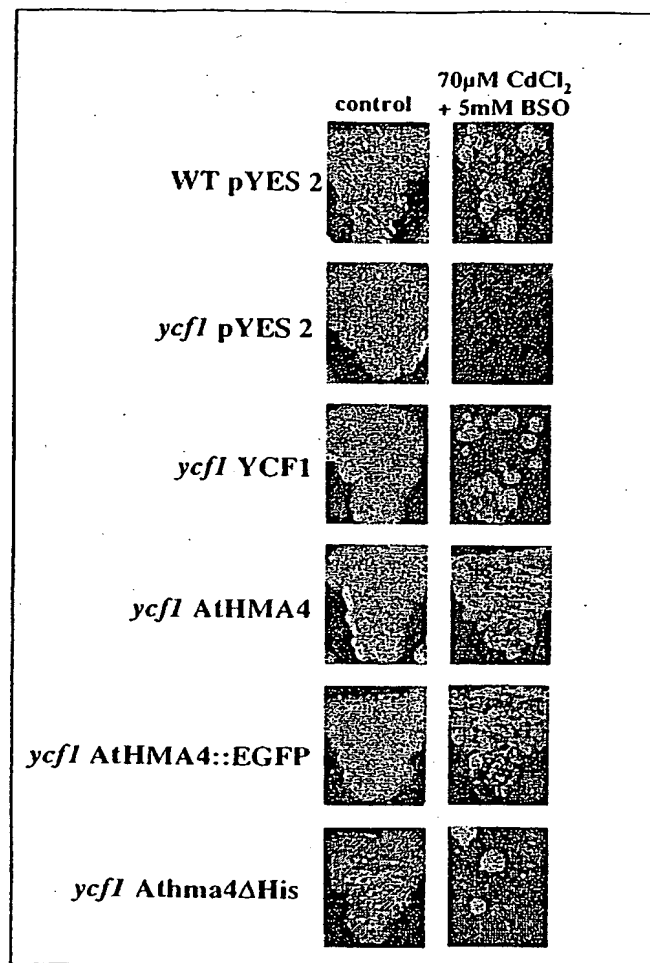 control
70µM CdCl₂
+ 5mM BSO
WT pYES 2
ycf1 pYES 2
ycf1 YCF1
ycf1 AtHMA4
ycf1 AtHMA4::EGFP
ycf1 Athma4ΔHis